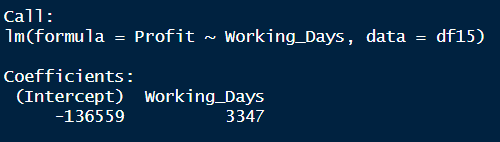 Call:
lm(formula = Profit ~ Working_Days, data = df15)
Coefficients:
(Intercept) Working_Days
-136559 3347